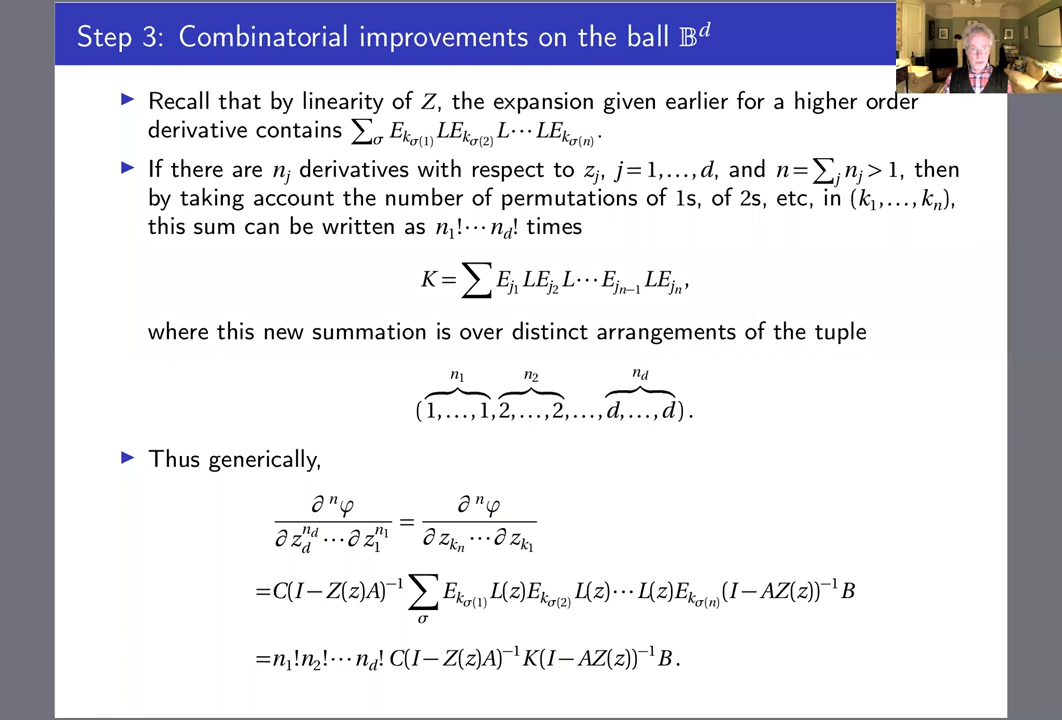 Step 3: Combinatorial improvements on the ball 𝔹^d
▶ Recall that by linearity of Z, the expansion given earlier for a higher order
derivative contains ∑_σ E_{k_{σ(1)}} L E_{k_{σ(2)}} L ⋯ L E_{k_{σ(n)}}.
▶ If there are n_j derivatives with respect to z_j, j = 1,…,d, and n = ∑_j n_j > 1, then
by taking account the number of permutations of 1s, of 2s, etc, in (k_1,…,k_n),
this sum can be written as n_1!⋯n_d! times
K = ∑ E_{j_1} L E_{j_2} L ⋯ E_{j_{n−1}} L E_{j_n},
where this new summation is over distinct arrangements of the tuple
n_1 n_2 n_d
(1,…,1,2,…,2,…,d,…,d).
▶ Thus generically,
∂^n φ / ∂z_d^{n_d} ⋯ ∂z_1^{n_1} = ∂^n φ / ∂z_{k_n} ⋯ ∂z_{k_1}
=C(I−Z(z)A)^{−1} ∑_σ E_{k_{σ(1)}} L(z) E_{k_{σ(2)}} L(z) ⋯ L(z) E_{k_{σ(n)}} (I−AZ(z))^{−1} B
=n_1! n_2! ⋯ n_d! C(I−Z(z)A)^{−1} K(I−AZ(z))^{−1} B.